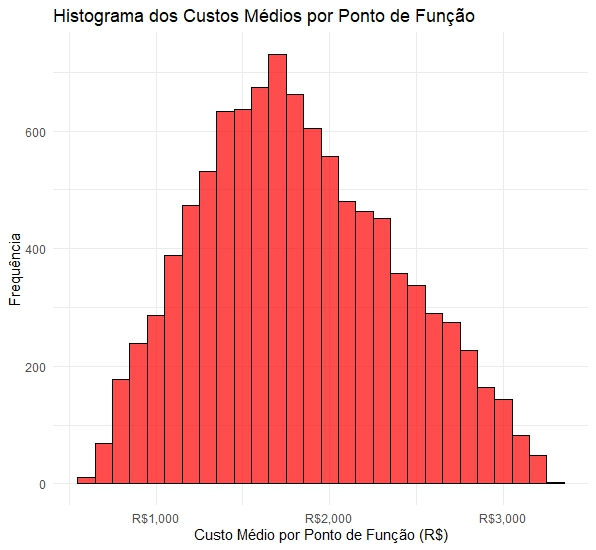 Histograma dos Custos Médios por Ponto de Função
600
400
200
0
Frequência
R$1,000
R$2,000
R$3,000
Custo Médio por Ponto de Função (R$)